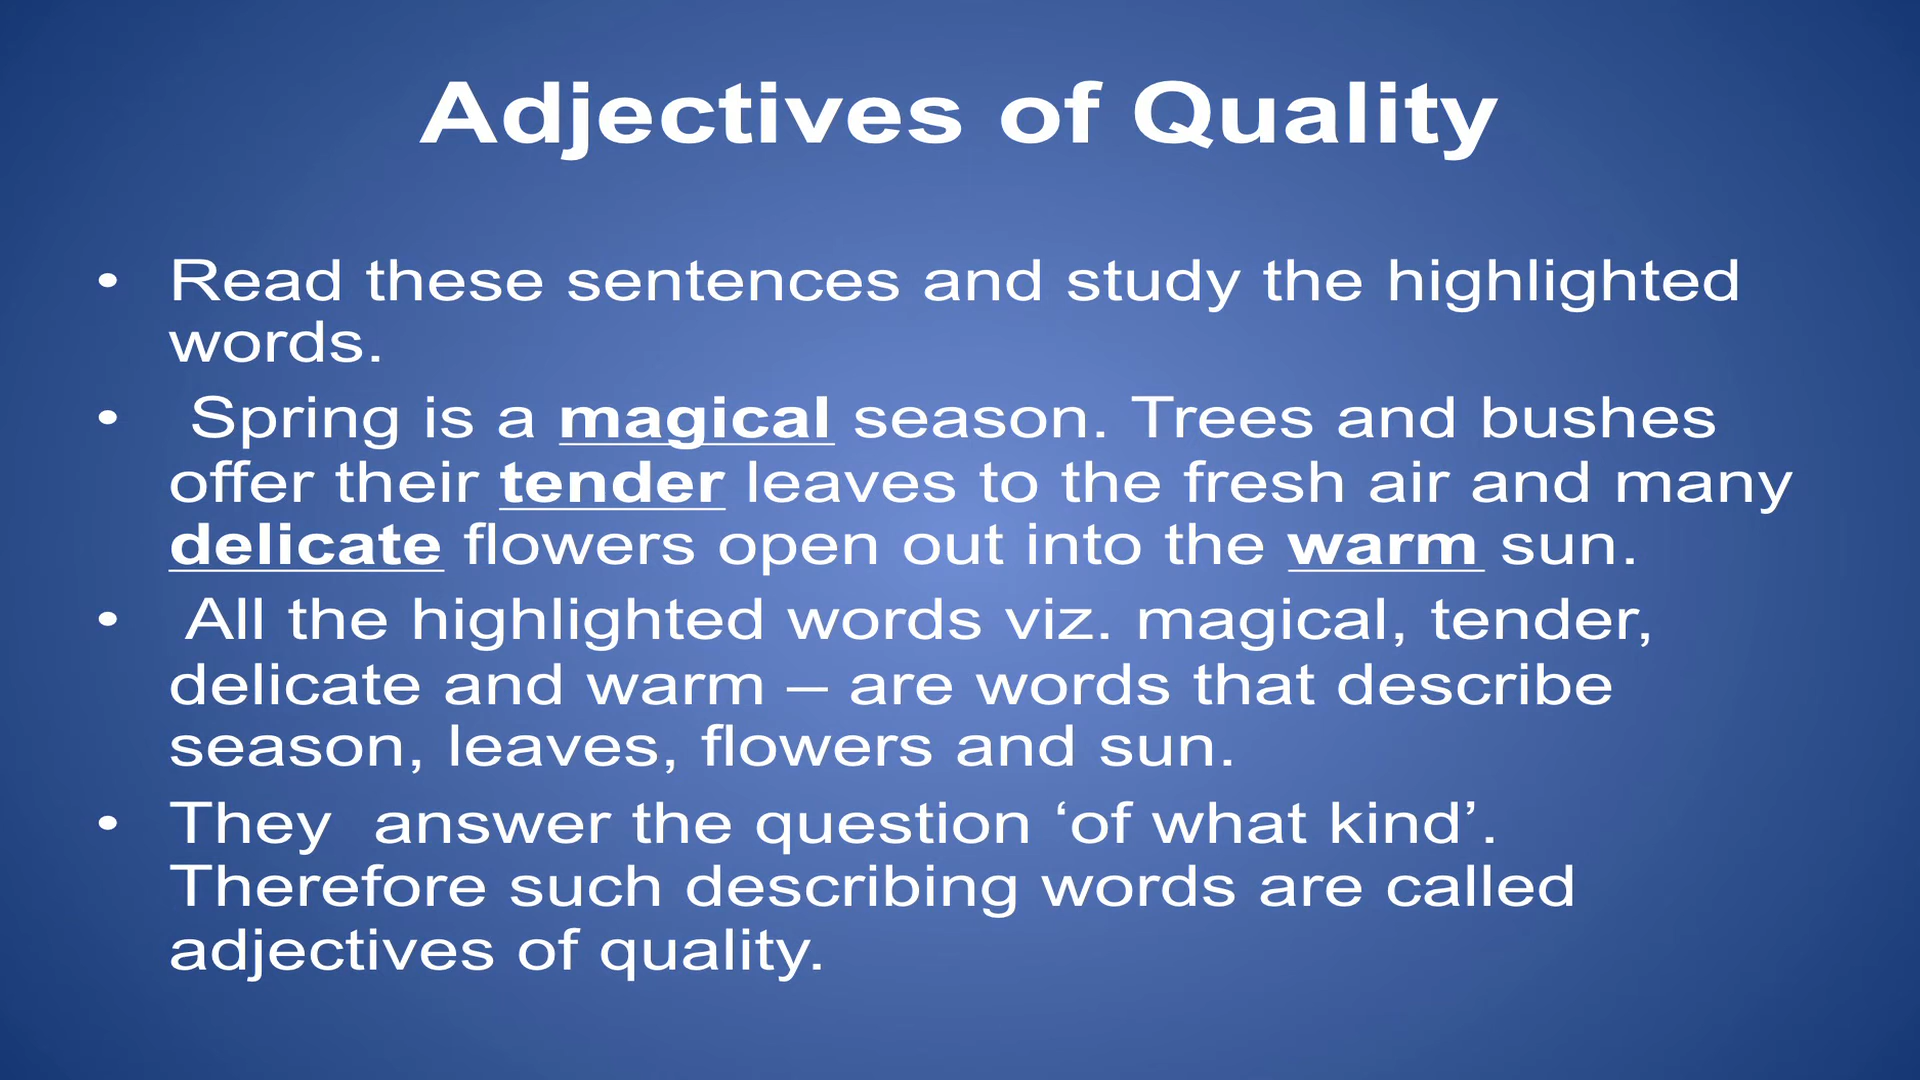 Adjectives of Quality
• Read these sentences and study the highlighted
words.
• Spring is a magical season. Trees and bushes
offer their tender leaves to the fresh air and many
delicate flowers open out into the warm sun.
• All the highlighted words viz. magical, tender,
delicate and warm – are words that describe
season, leaves, flowers and sun.
• They  answer the question ‘of what kind’.
Therefore such describing words are called
adjectives of quality.